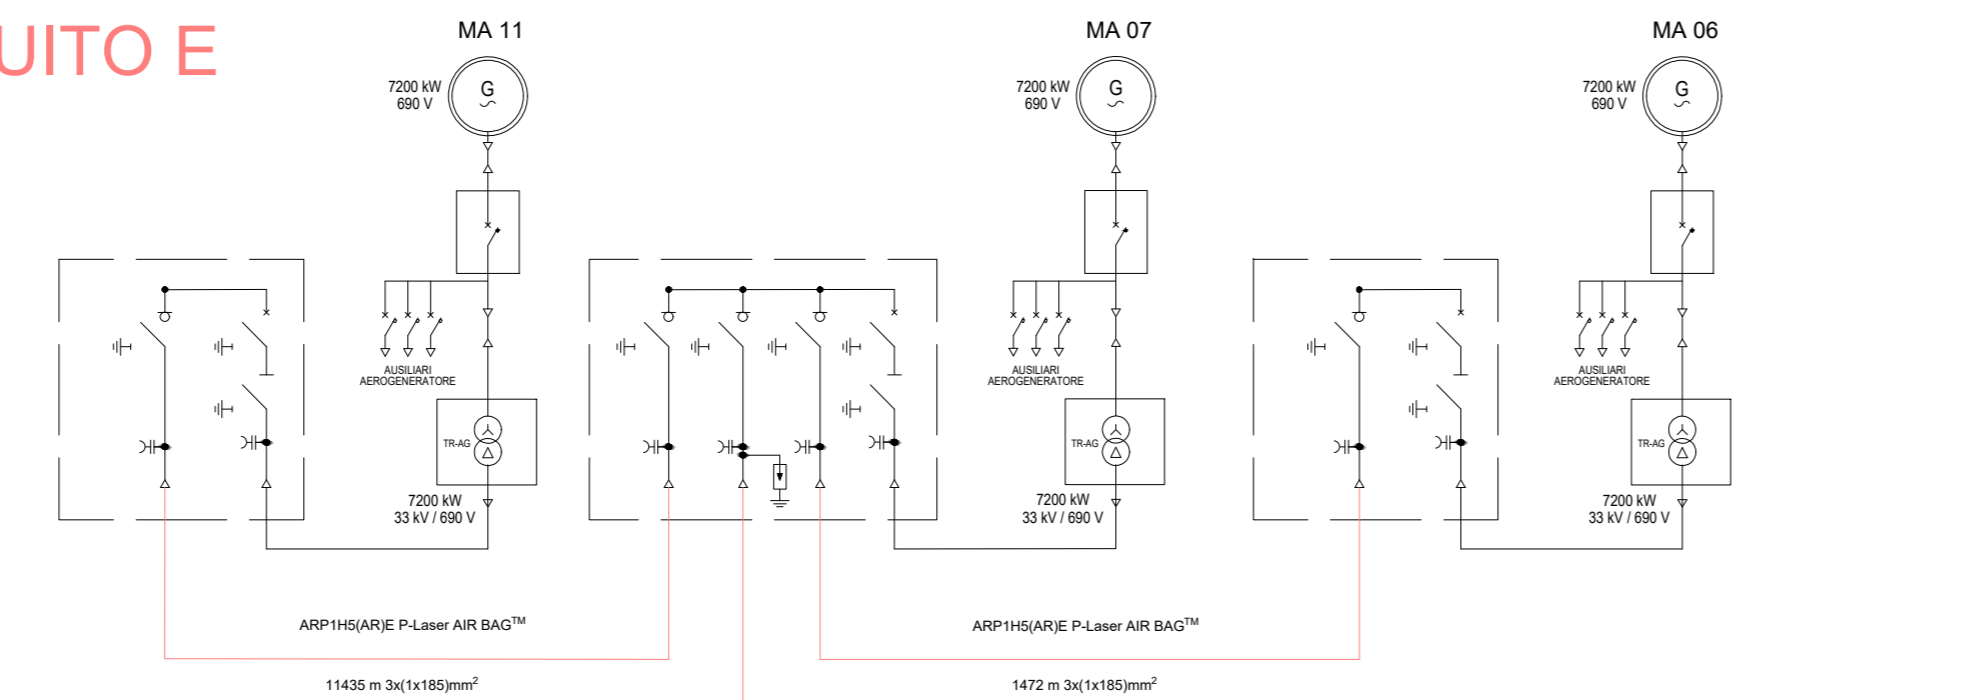 UITO E
MA 11
MA 07
MA 06
7200 kW
690 V
G
7200 kW
690 V
G
7200 kW
690 V
G
AUSILIARI
AEROGENERATORE
AUSILIARI
AEROGENERATORE
AUSILIARI
AEROGENERATORE
TR-AG
TR-AG
TR-AG
7200 kW
33 kV / 690 V
7200 kW
33 kV / 690 V
7200 kW
33 kV / 690 V
ARP1H5(AR)E P-Laser AIR BAG™
ARP1H5(AR)E P-Laser AIR BAG™
11435 m 3x(1x185)mm²
1472 m 3x(1x185)mm²